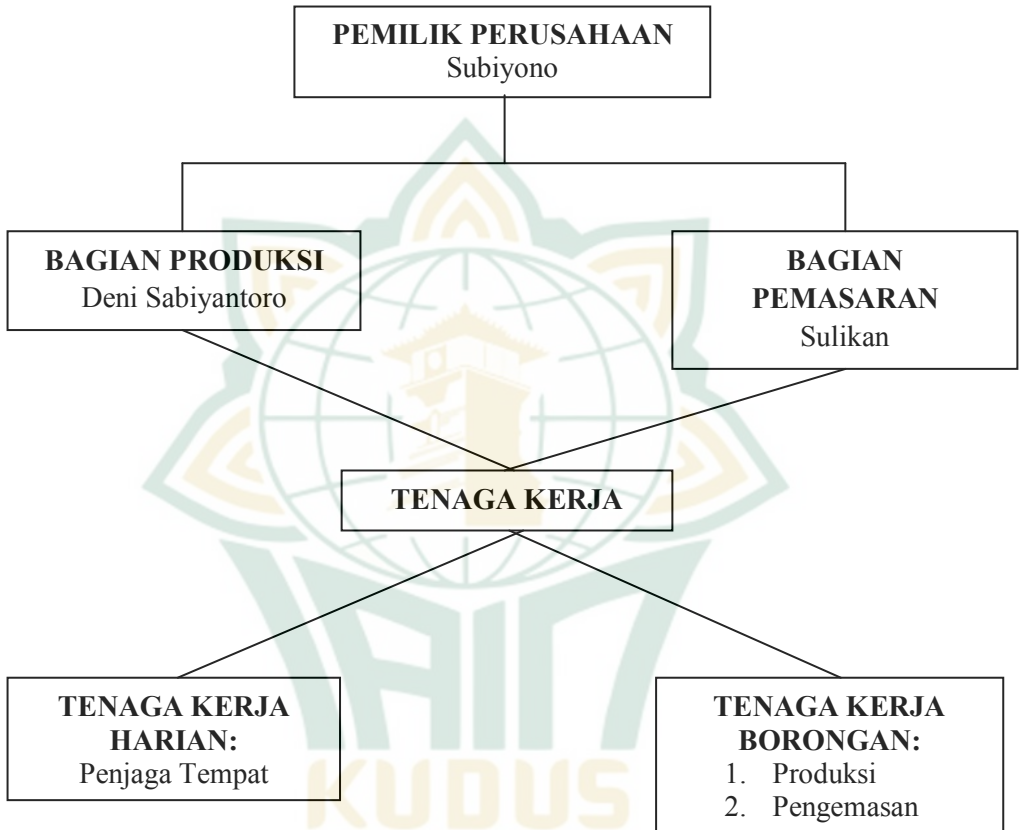 PEMILIK PERUSAHAAN
Subiyono
BAGIAN PRODUKSI
Deni Sabiyantoro
BAGIAN
PEMASARAN
Sulikan
TENAGA KERJA
TENAGA KERJA
HARIAN:
Penjaga Tempat
TENAGA KERJA
BORONGAN:
1. Produksi
2. Pengemasan
IAIN
KUDUS